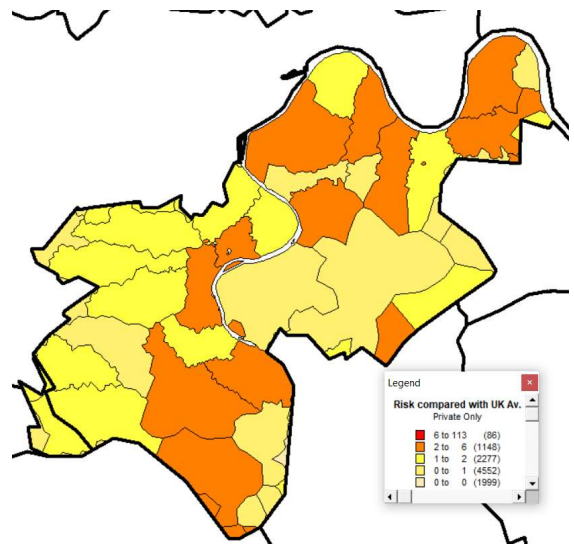 Legend
Risk compared with UK Av.
Private Only
6 to 113 (86)
2 to 6 (1148)
1 to 2 (2277)
0 to 1 (4552)
0 to 0 (1999)